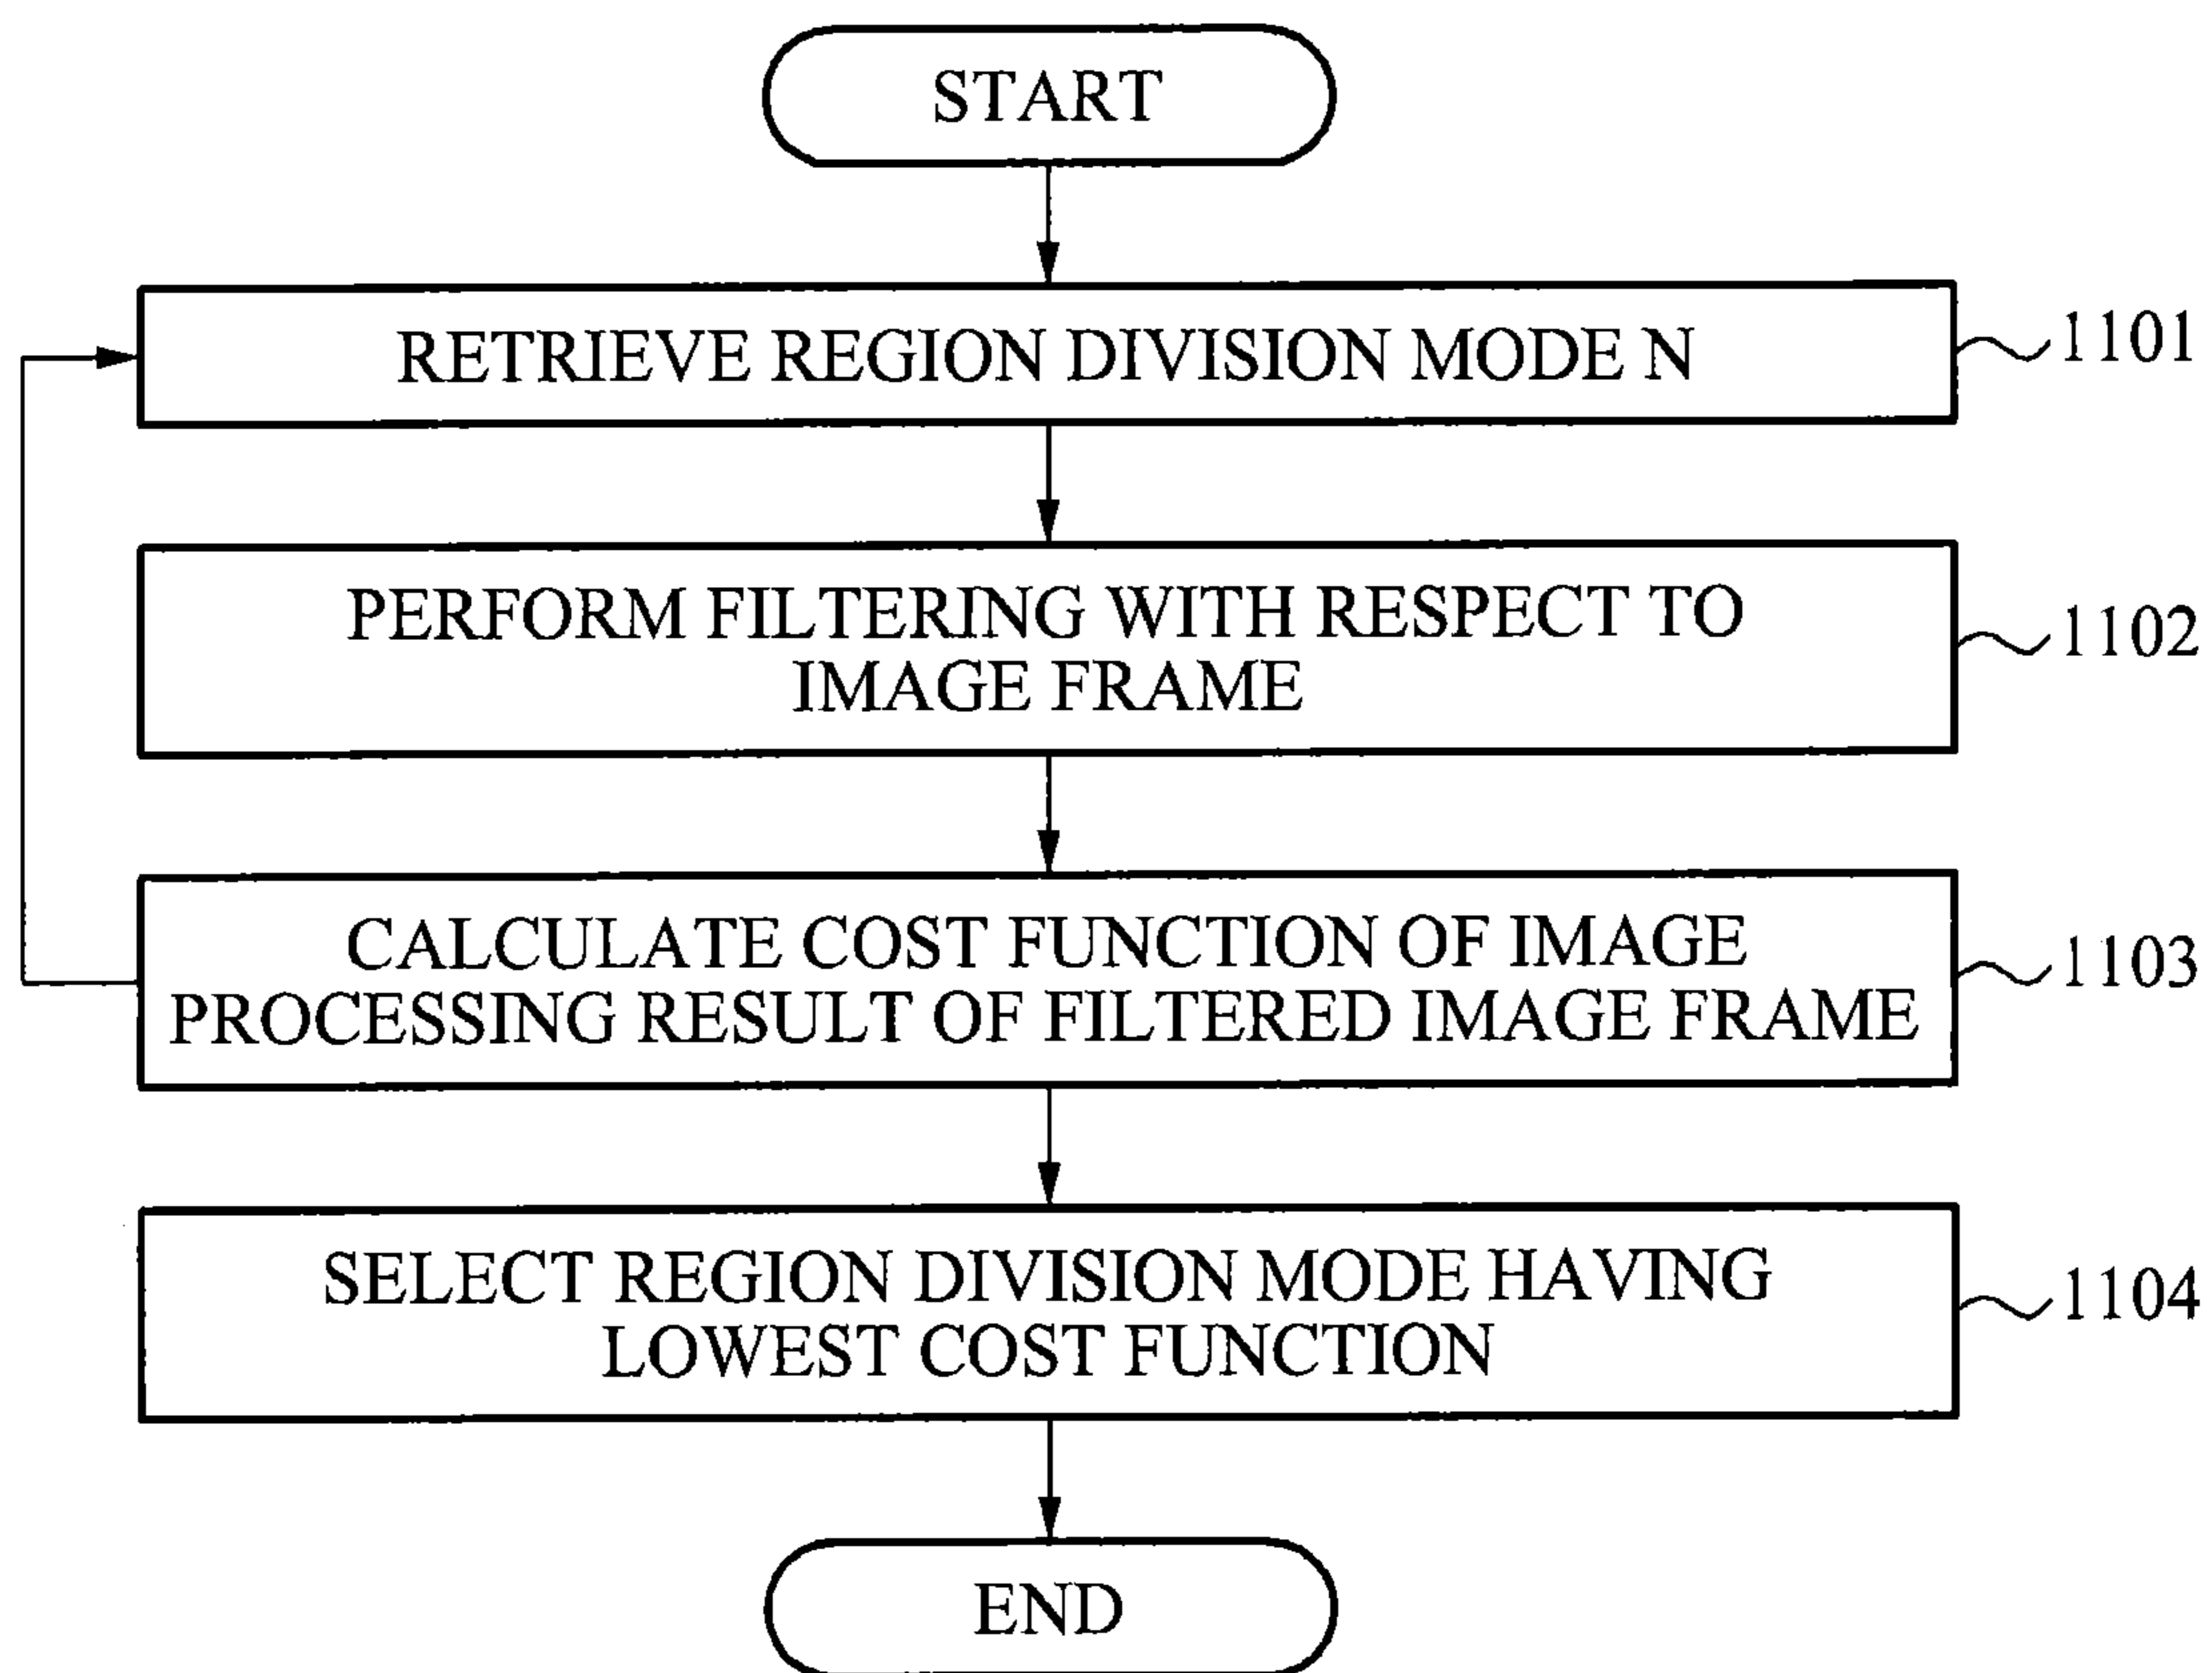 START
RETRIEVE REGION DIVISION MODE N
1101
PERFORM FILTERING WITH RESPECT TO
IMAGE FRAME
1102
CALCULATE COST FUNCTION OF IMAGE
PROCESSING RESULT OF FILTERED IMAGE FRAME
1103
SELECT REGION DIVISION MODE HAVING
LOWEST COST FUNCTION
1104
END